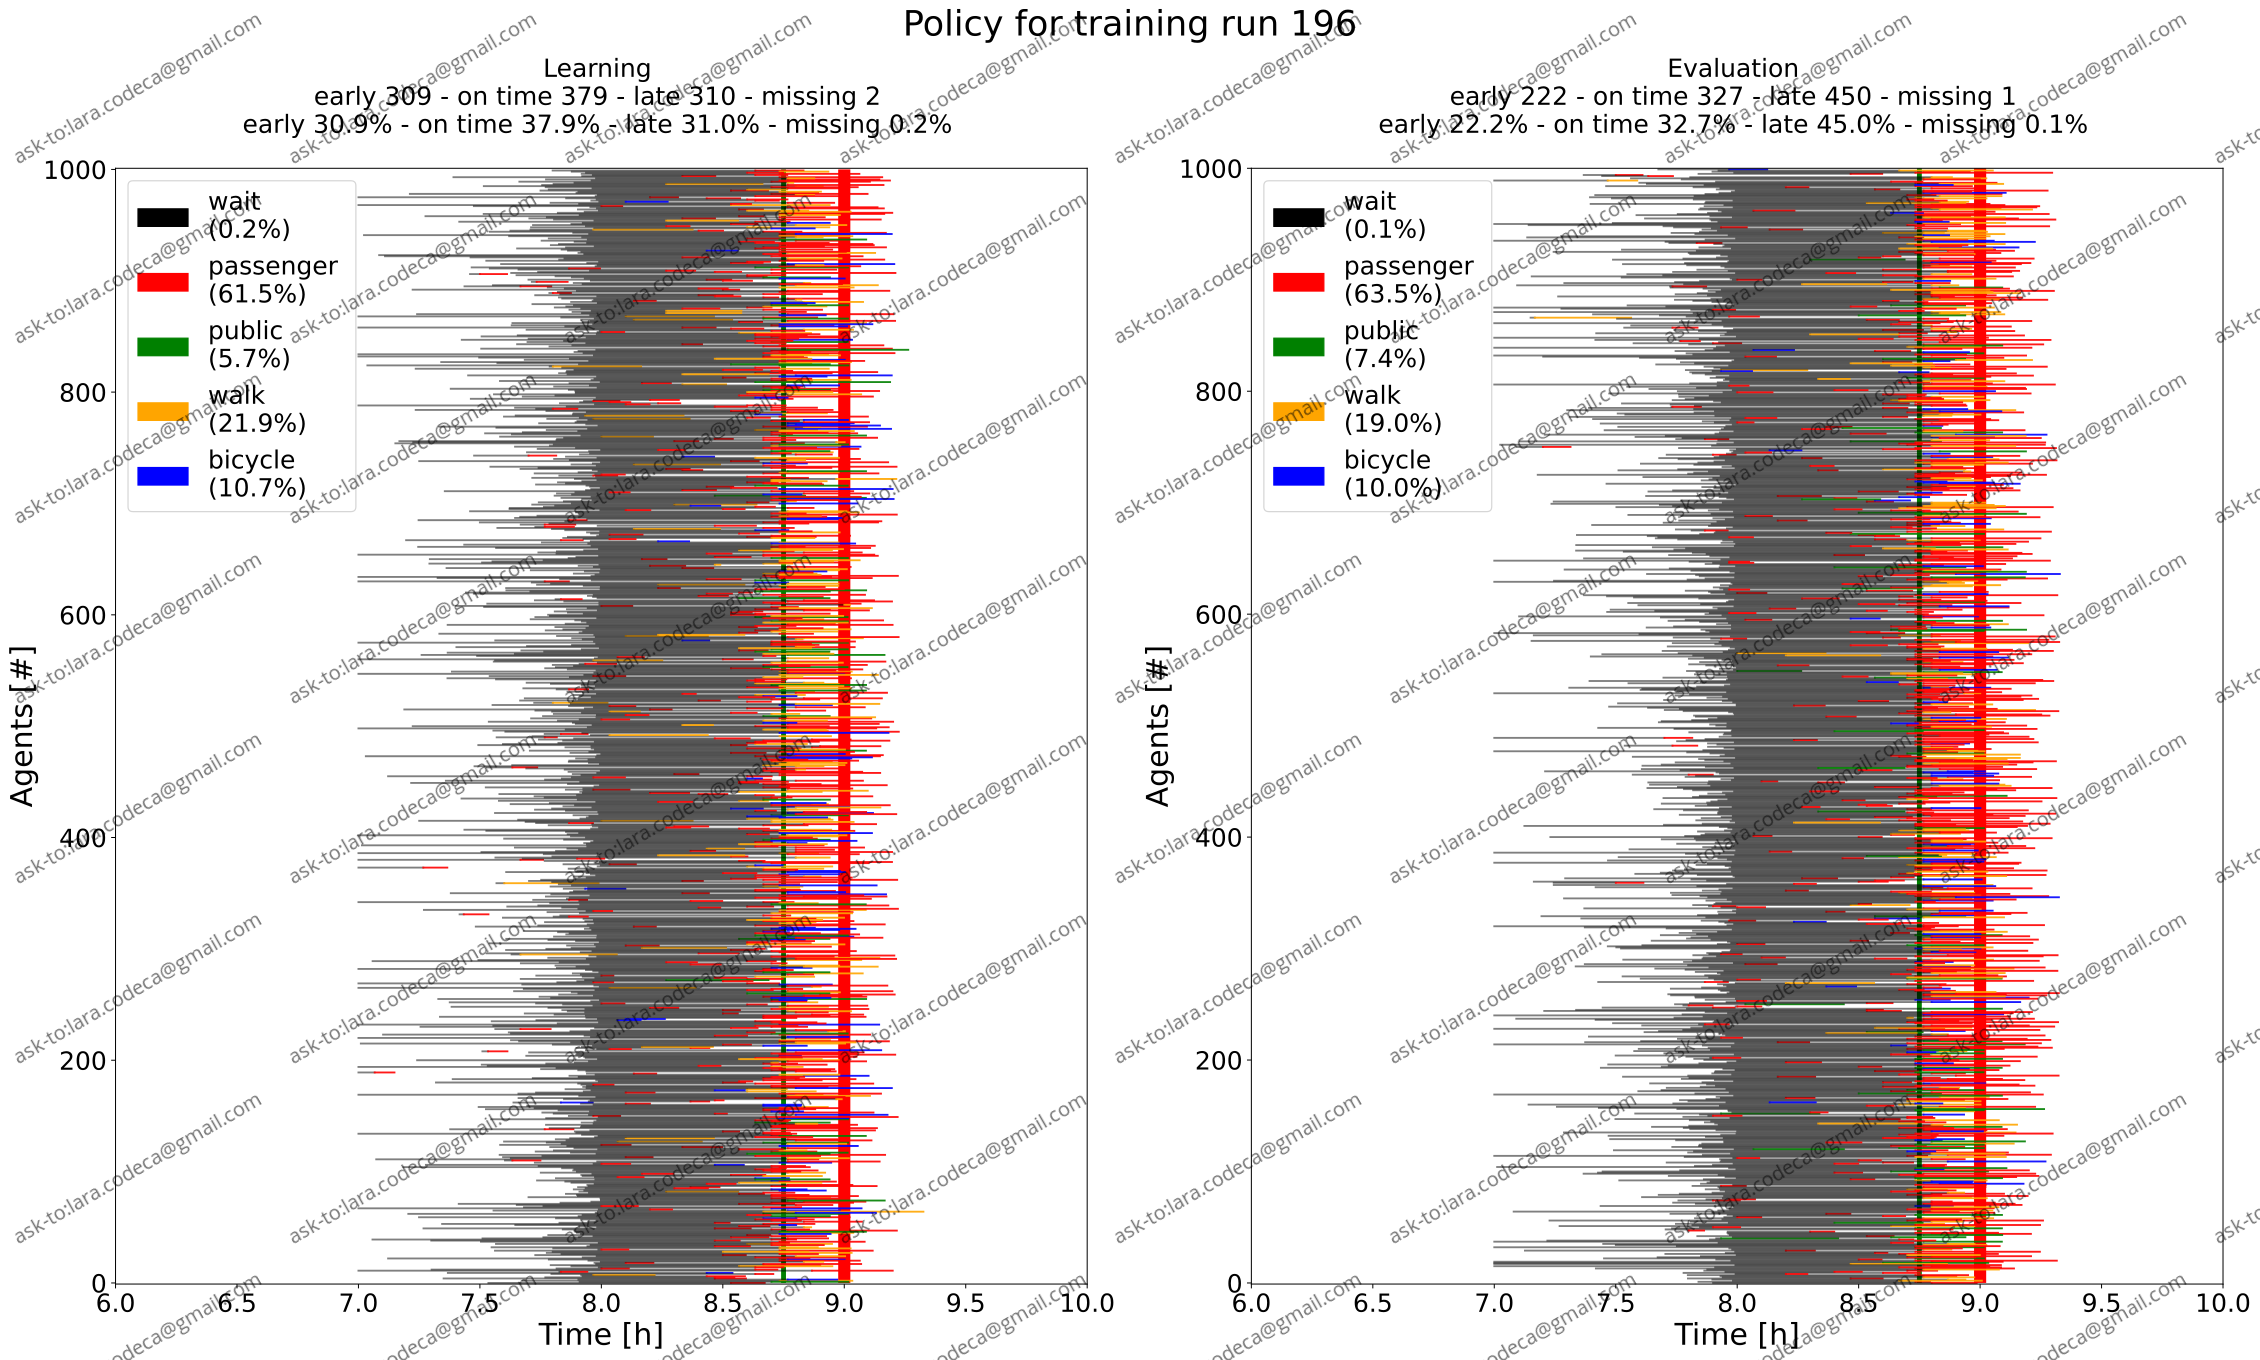 Policy for training run 196
Learning
early 309 - on time 379 - late 310 - missing 2
early 30.9% - on time 37.9% - late 31.0% - missing 0.2%
Evaluation
early 222 - on time 327 - late 450 - missing 1
early 22.2% - on time 32.7% - late 45.0% - missing 0.1%
1000
800
600
400
200
0
Agents [#]
wait
(0.2%)
passenger
(61.5%)
public
(5.7%)
walk
(21.9%)
bicycle
(10.7%)
6.0 6.5 7.0 7.5 8.0 8.5 9.0 9.5 10.0
Time [h]
1000
800
600
400
200
0
Agents [#]
wait
(0.1%)
passenger
(63.5%)
public
(7.4%)
walk
(19.0%)
bicycle
(10.0%)
6.0 6.5 7.0 7.5 8.0 8.5 9.0 9.5 10.0
Time [h]
ask-to:lara.codeca@gmail.com